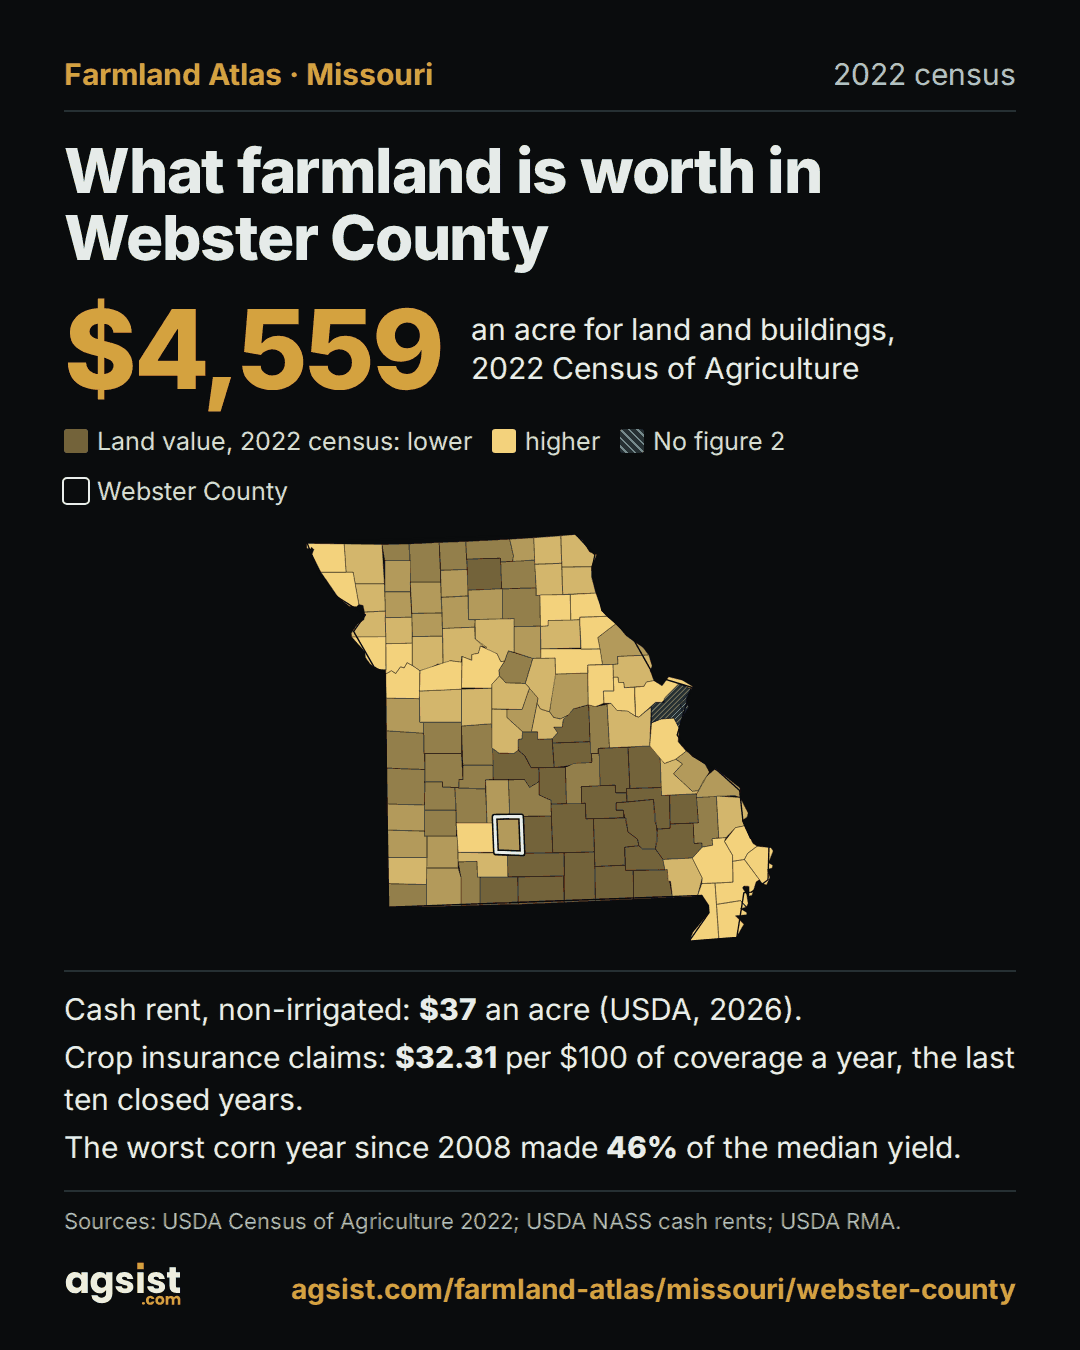 Farmland Atlas · Missouri
2022 census
What farmland is worth in
Webster County
$4,559
an acre for land and buildings,
2022 Census of Agriculture
Land value, 2022 census: lower
higher
No figure 2
Webster County
Cash rent, non-irrigated: $37 an acre (USDA, 2026).
Crop insurance claims: $32.31 per $100 of coverage a year, the last
ten closed years.
The worst corn year since 2008 made 46% of the median yield.
Sources: USDA Census of Agriculture 2022; USDA NASS cash rents; USDA RMA.
agsist
.com
agsist.com/farmland-atlas/missouri/webster-county